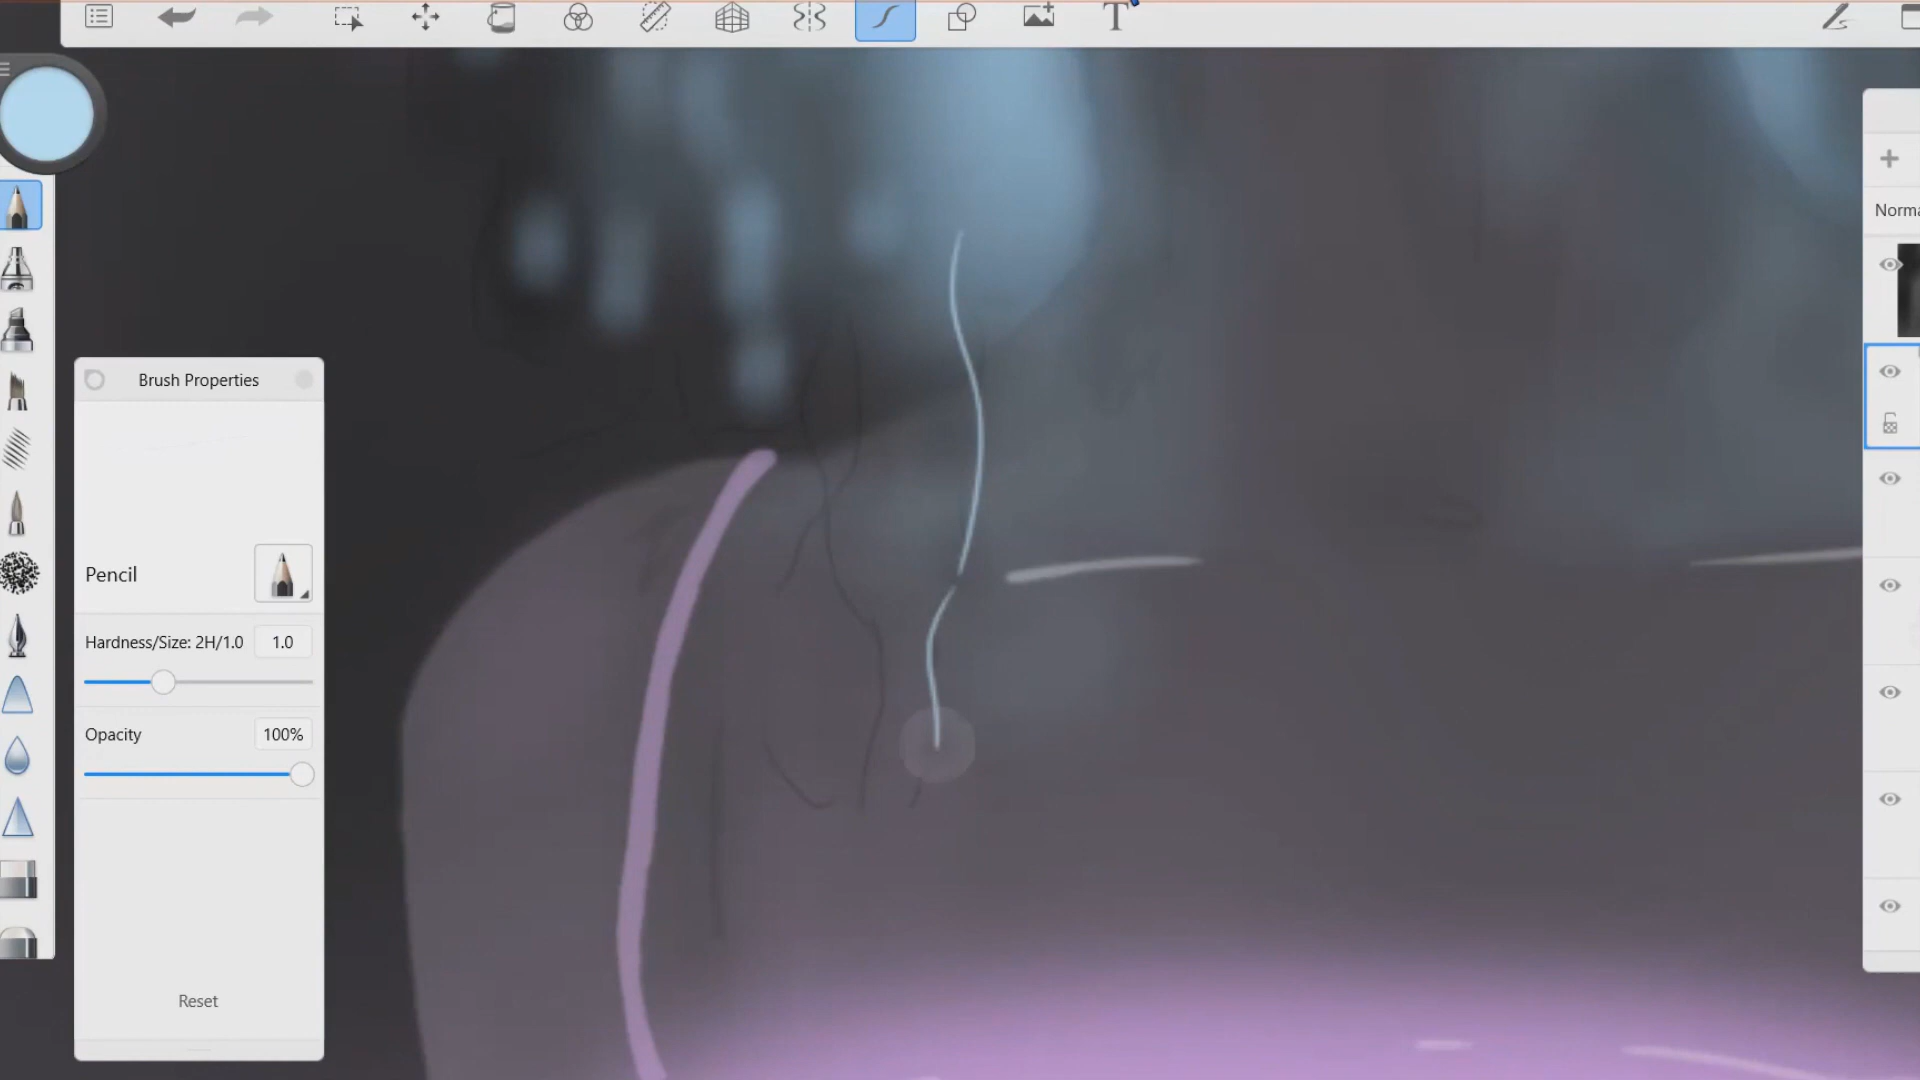 T
Brush Properties
Norma
Pencil
Hardness/Size: 2H/1.0 1.0
Opacity 100%
Reset